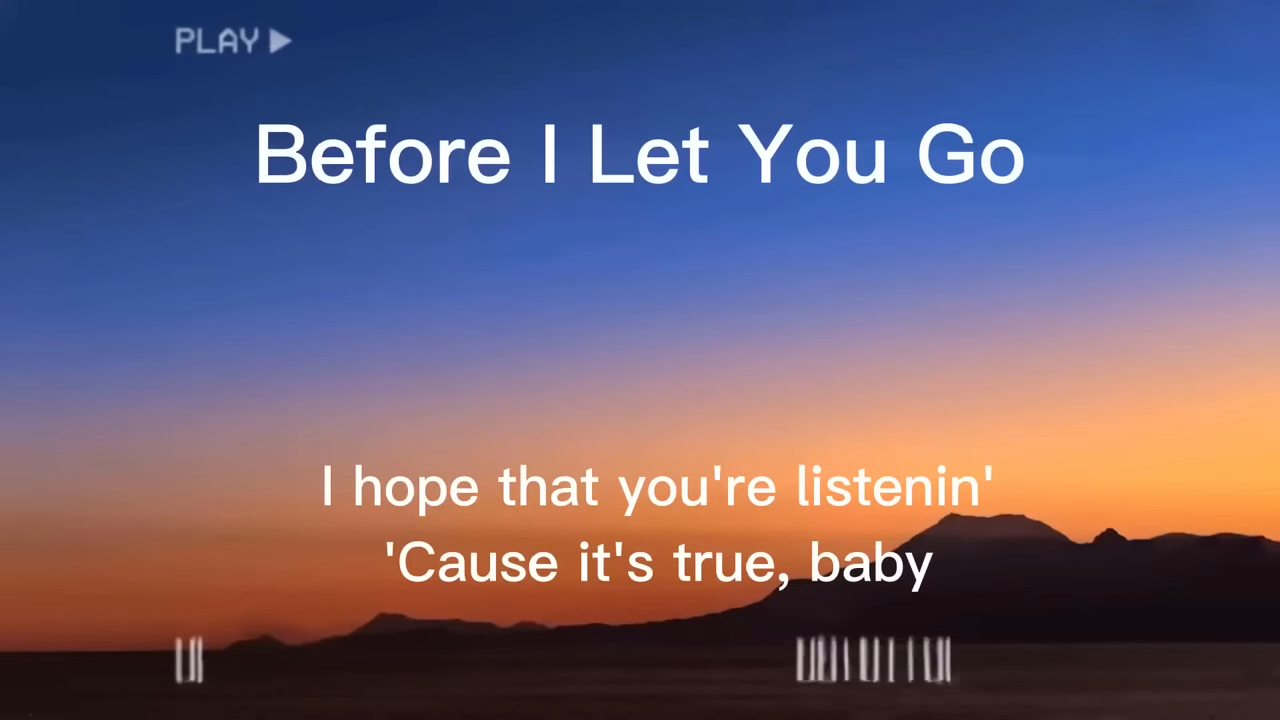 PLAY
Before I Let You Go
I hope that you're listenin'
'Cause it's true, baby